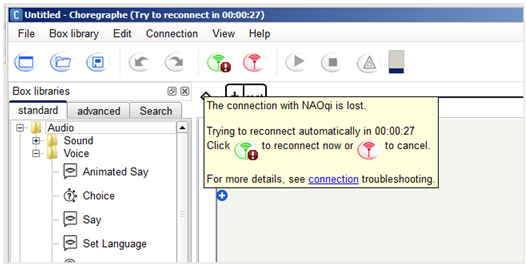 Untitled - Choregraphe (Try to reconnect in 00:00:27)
File Box library Edit Connection View Help
Box libraries
standard advanced Search
Audio
Sound
Voice
Animated Say
Choice
Say
Set Language
The connection with NAOqi is lost.
Trying to reconnect automatically in 00:00:27
Click to reconnect now or to cancel.
For more details, see connection troubleshooting.